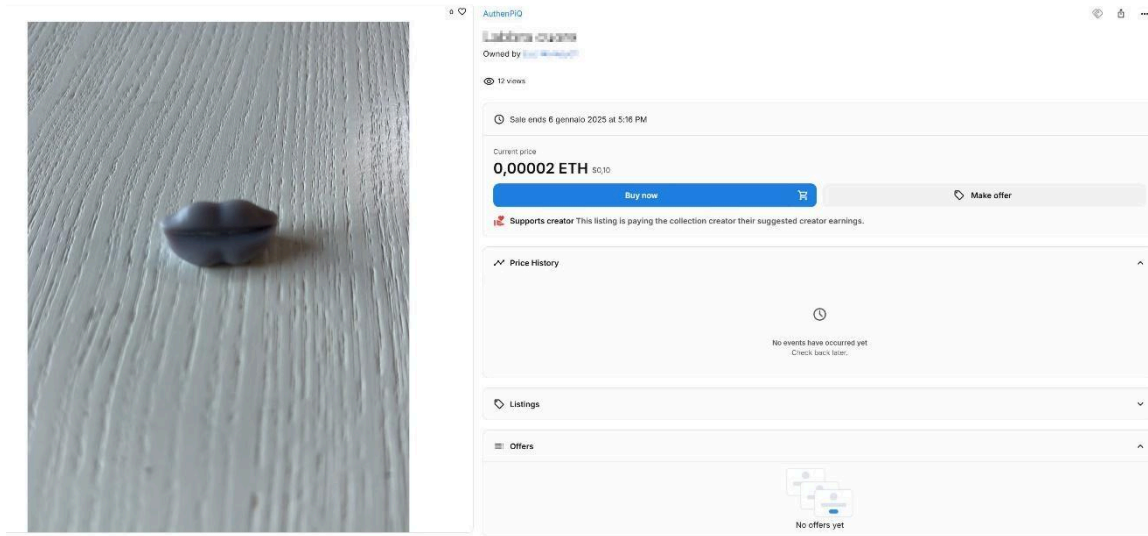 0
AuthenPiQ
Owned by
12 views
Sale ends 6 gennaio 2025 at 5:16 PM
Current price
0,00002 ETH $0,10
Buy now
Make offer
Supports creator This listing is paying the collection creator their suggested creator earnings.
Price History
No events have occurred yet
Check back later.
Listings
Offers
No offers yet